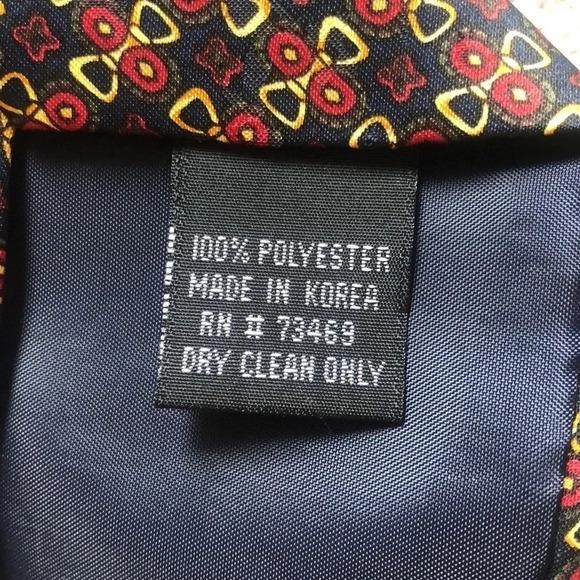 100% POLYESTER
MADE IN KOREA
RN # 73469
DRY CLEAN ONLY